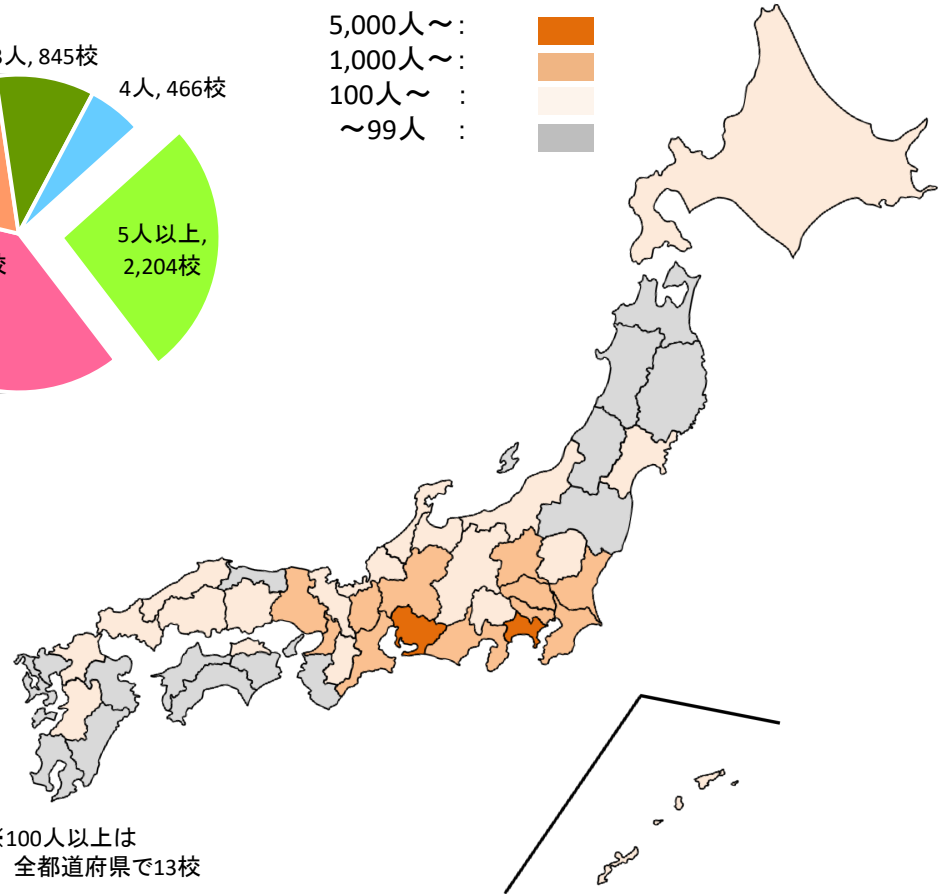 3人, 845校
4人, 466校
5人以上,
2,204校
校
5,000人～:
1,000人～:
100人～ :
～99人 :
※100人以上は
全都道府県で13校